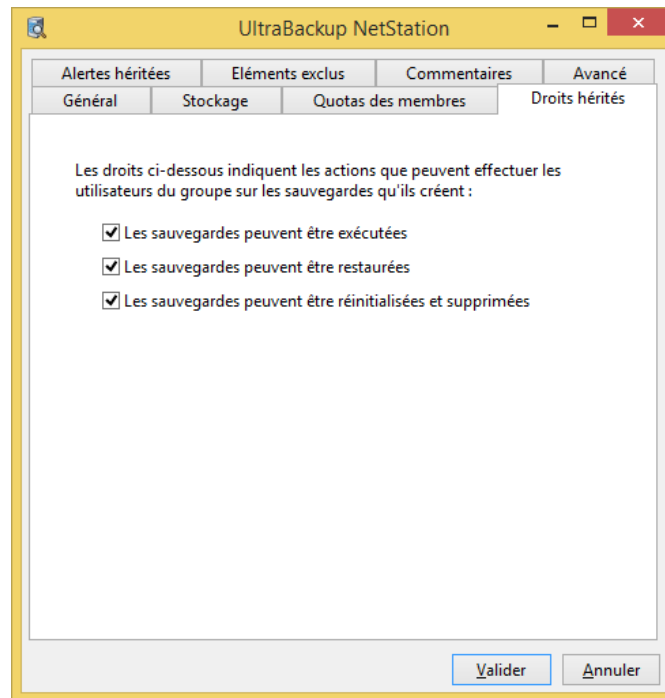 UltraBackup NetStation
Alertes héritées Eléments exclus Commentaires Avancé
Général Stockage Quotas des membres Droits hérités
Les droits ci-dessous indiquent les actions que peuvent effectuer les
utilisateurs du groupe sur les sauvegardes qu'ils créent :
Les sauvegardes peuvent être exécutées
Les sauvegardes peuvent être restaurées
Les sauvegardes peuvent être réinitialisées et supprimées
Valider Annuler